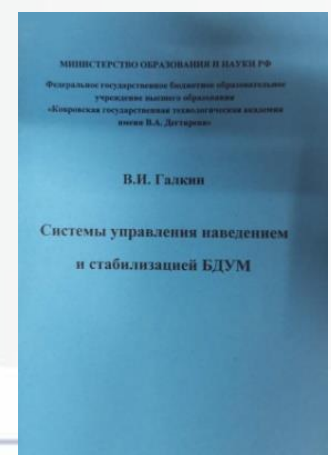 МИНИСТЕРСТВО ОБРАЗОВАНИЯ И НАУКИ РФ
Федеральное государственное бюджетное образовательное
учреждение высшего образования
«Ковровская государственная технологическая академия
имени В.А. Дегтярева»
В.И. Галкин
Системы управления наведением
и стабилизацией БДУМ